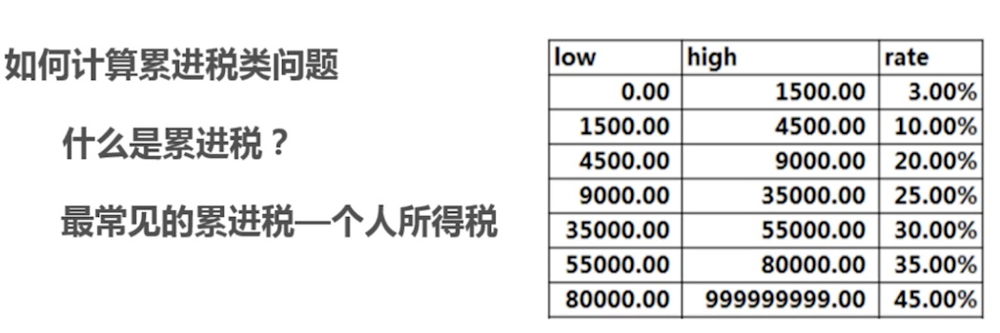 如何计算累进税类问题
什么是累进税？
最常见的累进税—个人所得税
low high rate
0.00 1500.00 3.00%
1500.00 4500.00 10.00%
4500.00 9000.00 20.00%
9000.00 35000.00 25.00%
35000.00 55000.00 30.00%
55000.00 80000.00 35.00%
80000.00 999999999.00 45.00%